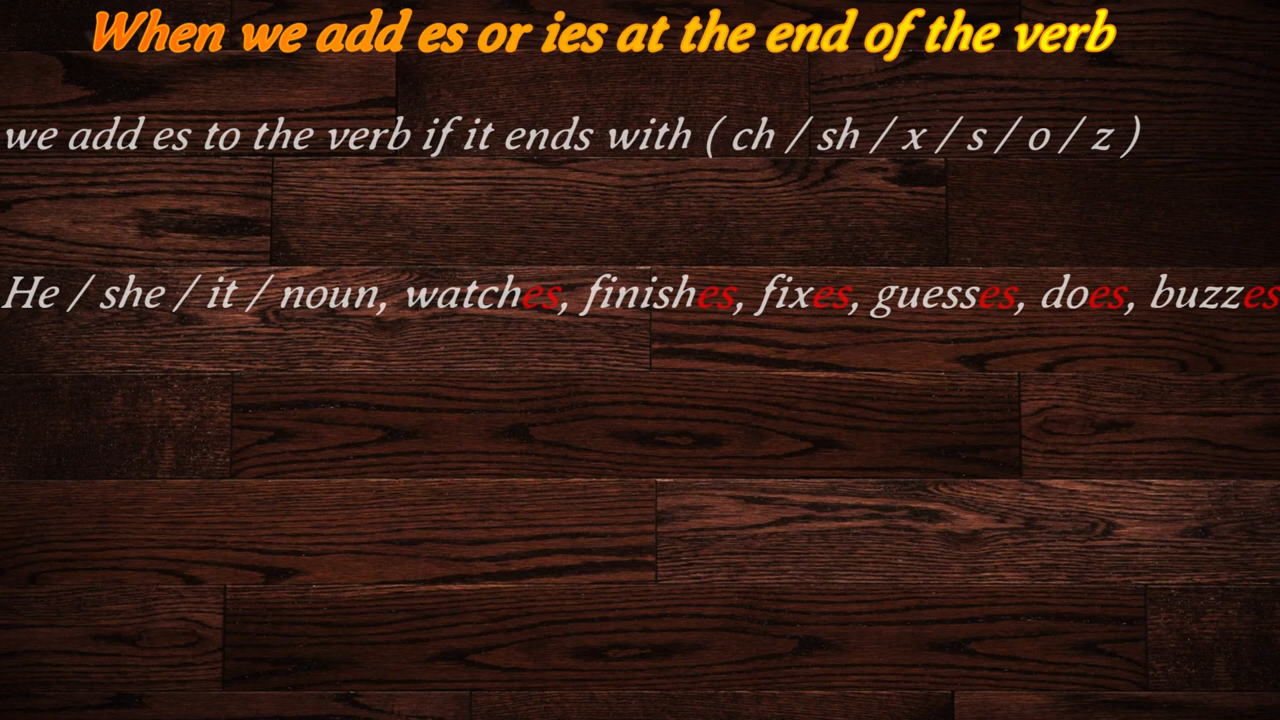 When we add es or ies at the end of the verb
we add es to the verb if it ends with ( ch / sh / x / s / o / z )
He / she / it / noun, watches, finishes, fixes, guesses, does, buzzes